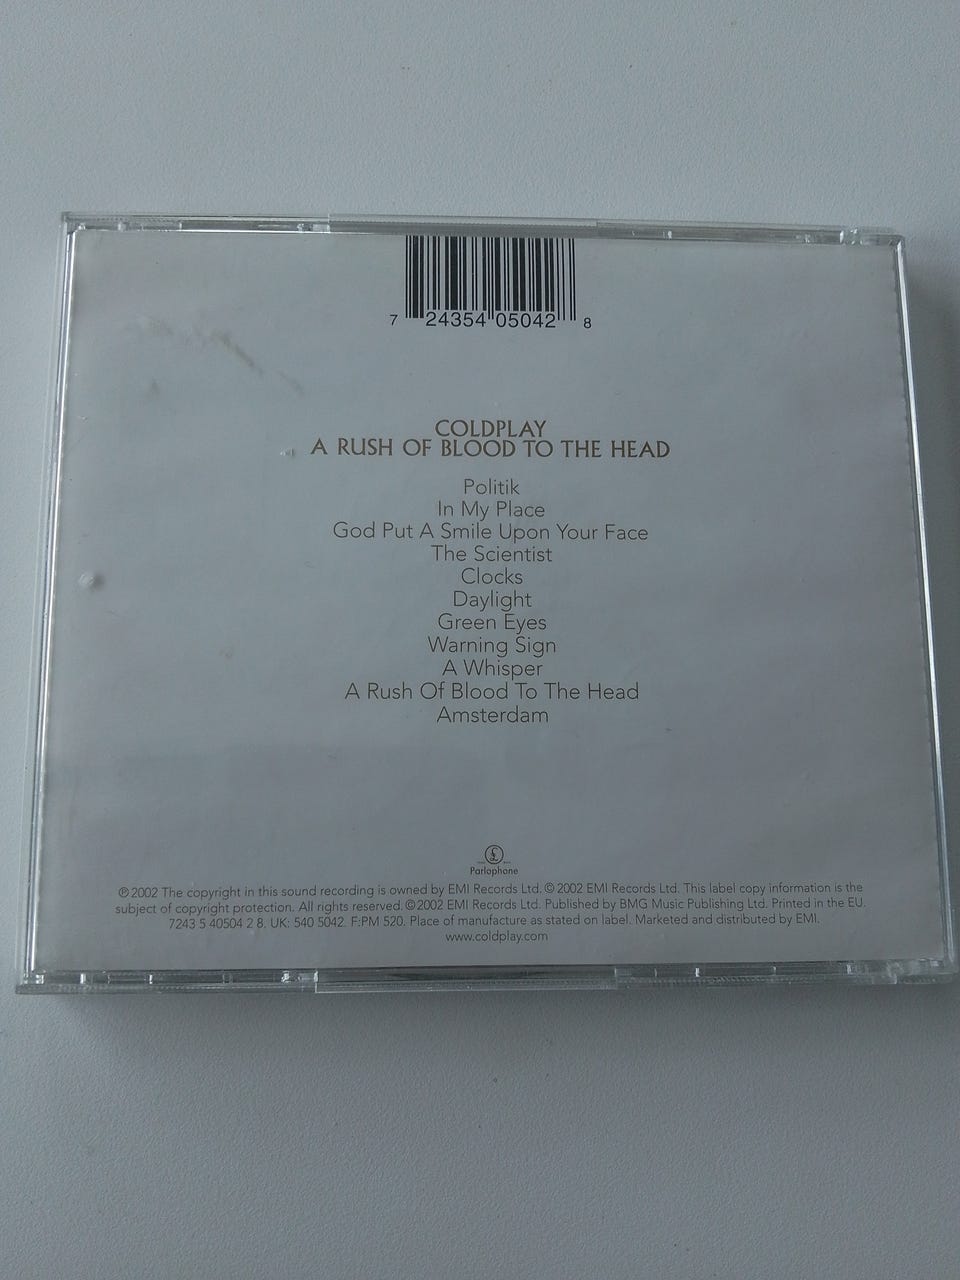 7 24354 05042 8
COLDPLAY
A RUSH OF BLOOD TO THE HEAD
Politik
In My Place
God Put A Smile Upon Your Face
The Scientist
Clocks
Daylight
Green Eyes
Warning Sign
A Whisper
A Rush Of Blood To The Head
Amsterdam
£
Parlophone
℗ 2002 The copyright in this sound recording is owned by EMI Records Ltd. © 2002 EMI Records Ltd. This label copy information is the
subject of copyright protection. All rights reserved. © 2002 EMI Records Ltd. Published by BMG Music Publishing Ltd. Printed in the EU.
7243 5 40504 2 8. UK: 540 5042. F:PM 520. Place of manufacture as stated on label. Marketed and distributed by EMI.
www.coldplay.com